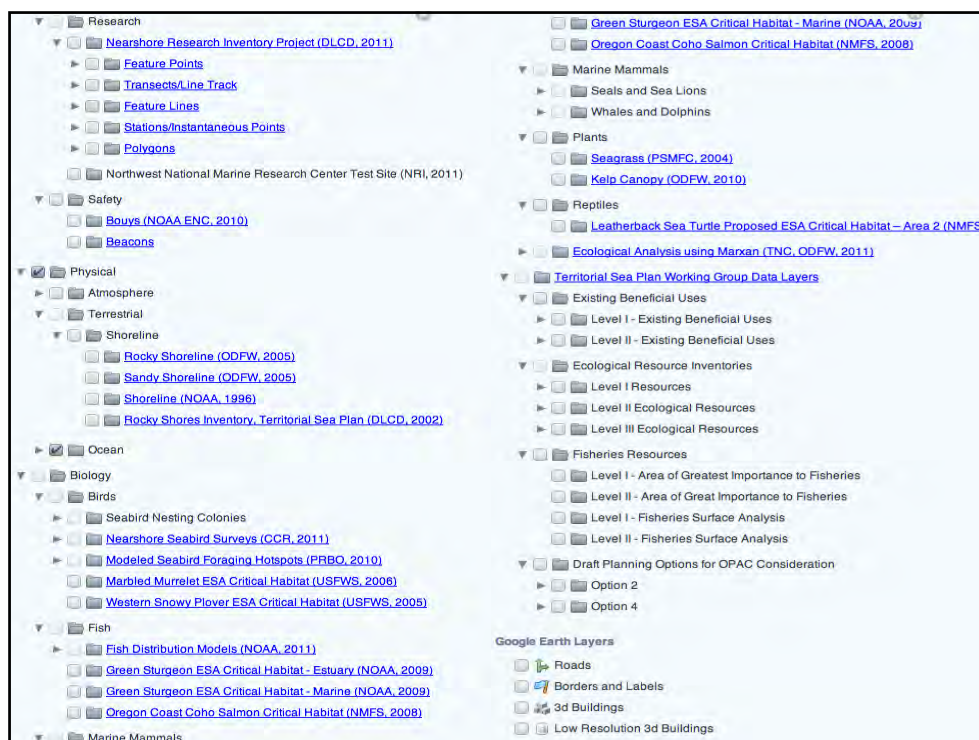 Research
Nearshore Research Inventory Project (DLCD, 2011)
Feature Points
Transects/Line Track
Feature Lines
Stations/Instantaneous Points
Polygons
Northwest National Marine Research Center Test Site (NRI, 2011)
Safety
Bouys (NOAA ENC, 2010)
Beacons
Physical
Atmosphere
Terrestrial
Shoreline
Rocky Shoreline (ODFW, 2005)
Sandy Shoreline (ODFW, 2005)
Shoreline (NOAA, 1996)
Rocky Shores Inventory, Territorial Sea Plan (DLCD, 2002)
Ocean
Biology
Birds
Seabird Nesting Colonies
Nearshore Seabird Surveys (CCR, 2011)
Modeled Seabird Foraging Hotspots (PRBO, 2010)
Marbled Murrelet ESA Critical Habitat (USFWS, 2006)
Western Snowy Plover ESA Critical Habitat (USFWS, 2005)
Fish
Fish Distribution Models (NOAA, 2011)
Green Sturgeon ESA Critical Habitat - Estuary (NOAA, 2009)
Green Sturgeon ESA Critical Habitat - Marine (NOAA, 2009)
Oregon Coast Coho Salmon Critical Habitat (NMFS, 2008)
Marine Mammals
Green Sturgeon ESA Critical Habitat - Marine (NOAA, 2009)
Oregon Coast Coho Salmon Critical Habitat (NMFS, 2008)
Marine Mammals
Seals and Sea Lions
Whales and Dolphins
Plants
Seagrass (PSMFC, 2004)
Kelp Canopy (ODFW, 2010)
Reptiles
Leatherback Sea Turtle Proposed ESA Critical Habitat – Area 2 (NMFS
Ecological Analysis using Marxan (TNC, ODFW, 2011)
Territorial Sea Plan Working Group Data Layers
Existing Beneficial Uses
Level I - Existing Beneficial Uses
Level II - Existing Beneficial Uses
Ecological Resource Inventories
Level I Resources
Level II Ecological Resources
Level III Ecological Resources
Fisheries Resources
Level I - Area of Greatest Importance to Fisheries
Level II - Area of Great Importance to Fisheries
Level I - Fisheries Surface Analysis
Level II - Fisheries Surface Analysis
Draft Planning Options for OPAC Consideration
Option 2
Option 4
Google Earth Layers
Roads
Borders and Labels
3d Buildings
Low Resolution 3d Buildings